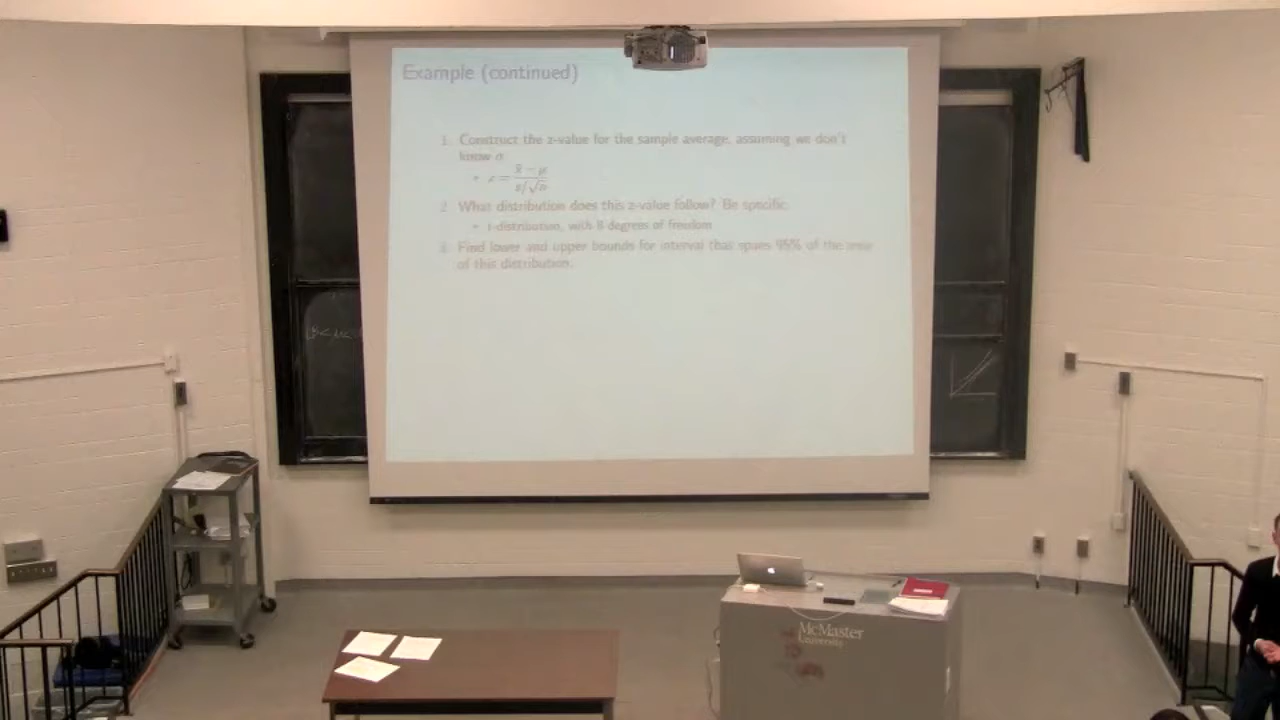 Example (continued)
1. Construct the z-value for the sample average, assuming we don't
know σ
• z = x̄ − μ / s/√n
2. What distribution does this z-value follow? Be specific.
• t-distribution, with 8 degrees of freedom
3. Find lower and upper bounds for interval that spans 95% of the area
of this distribution.
McMaster
University